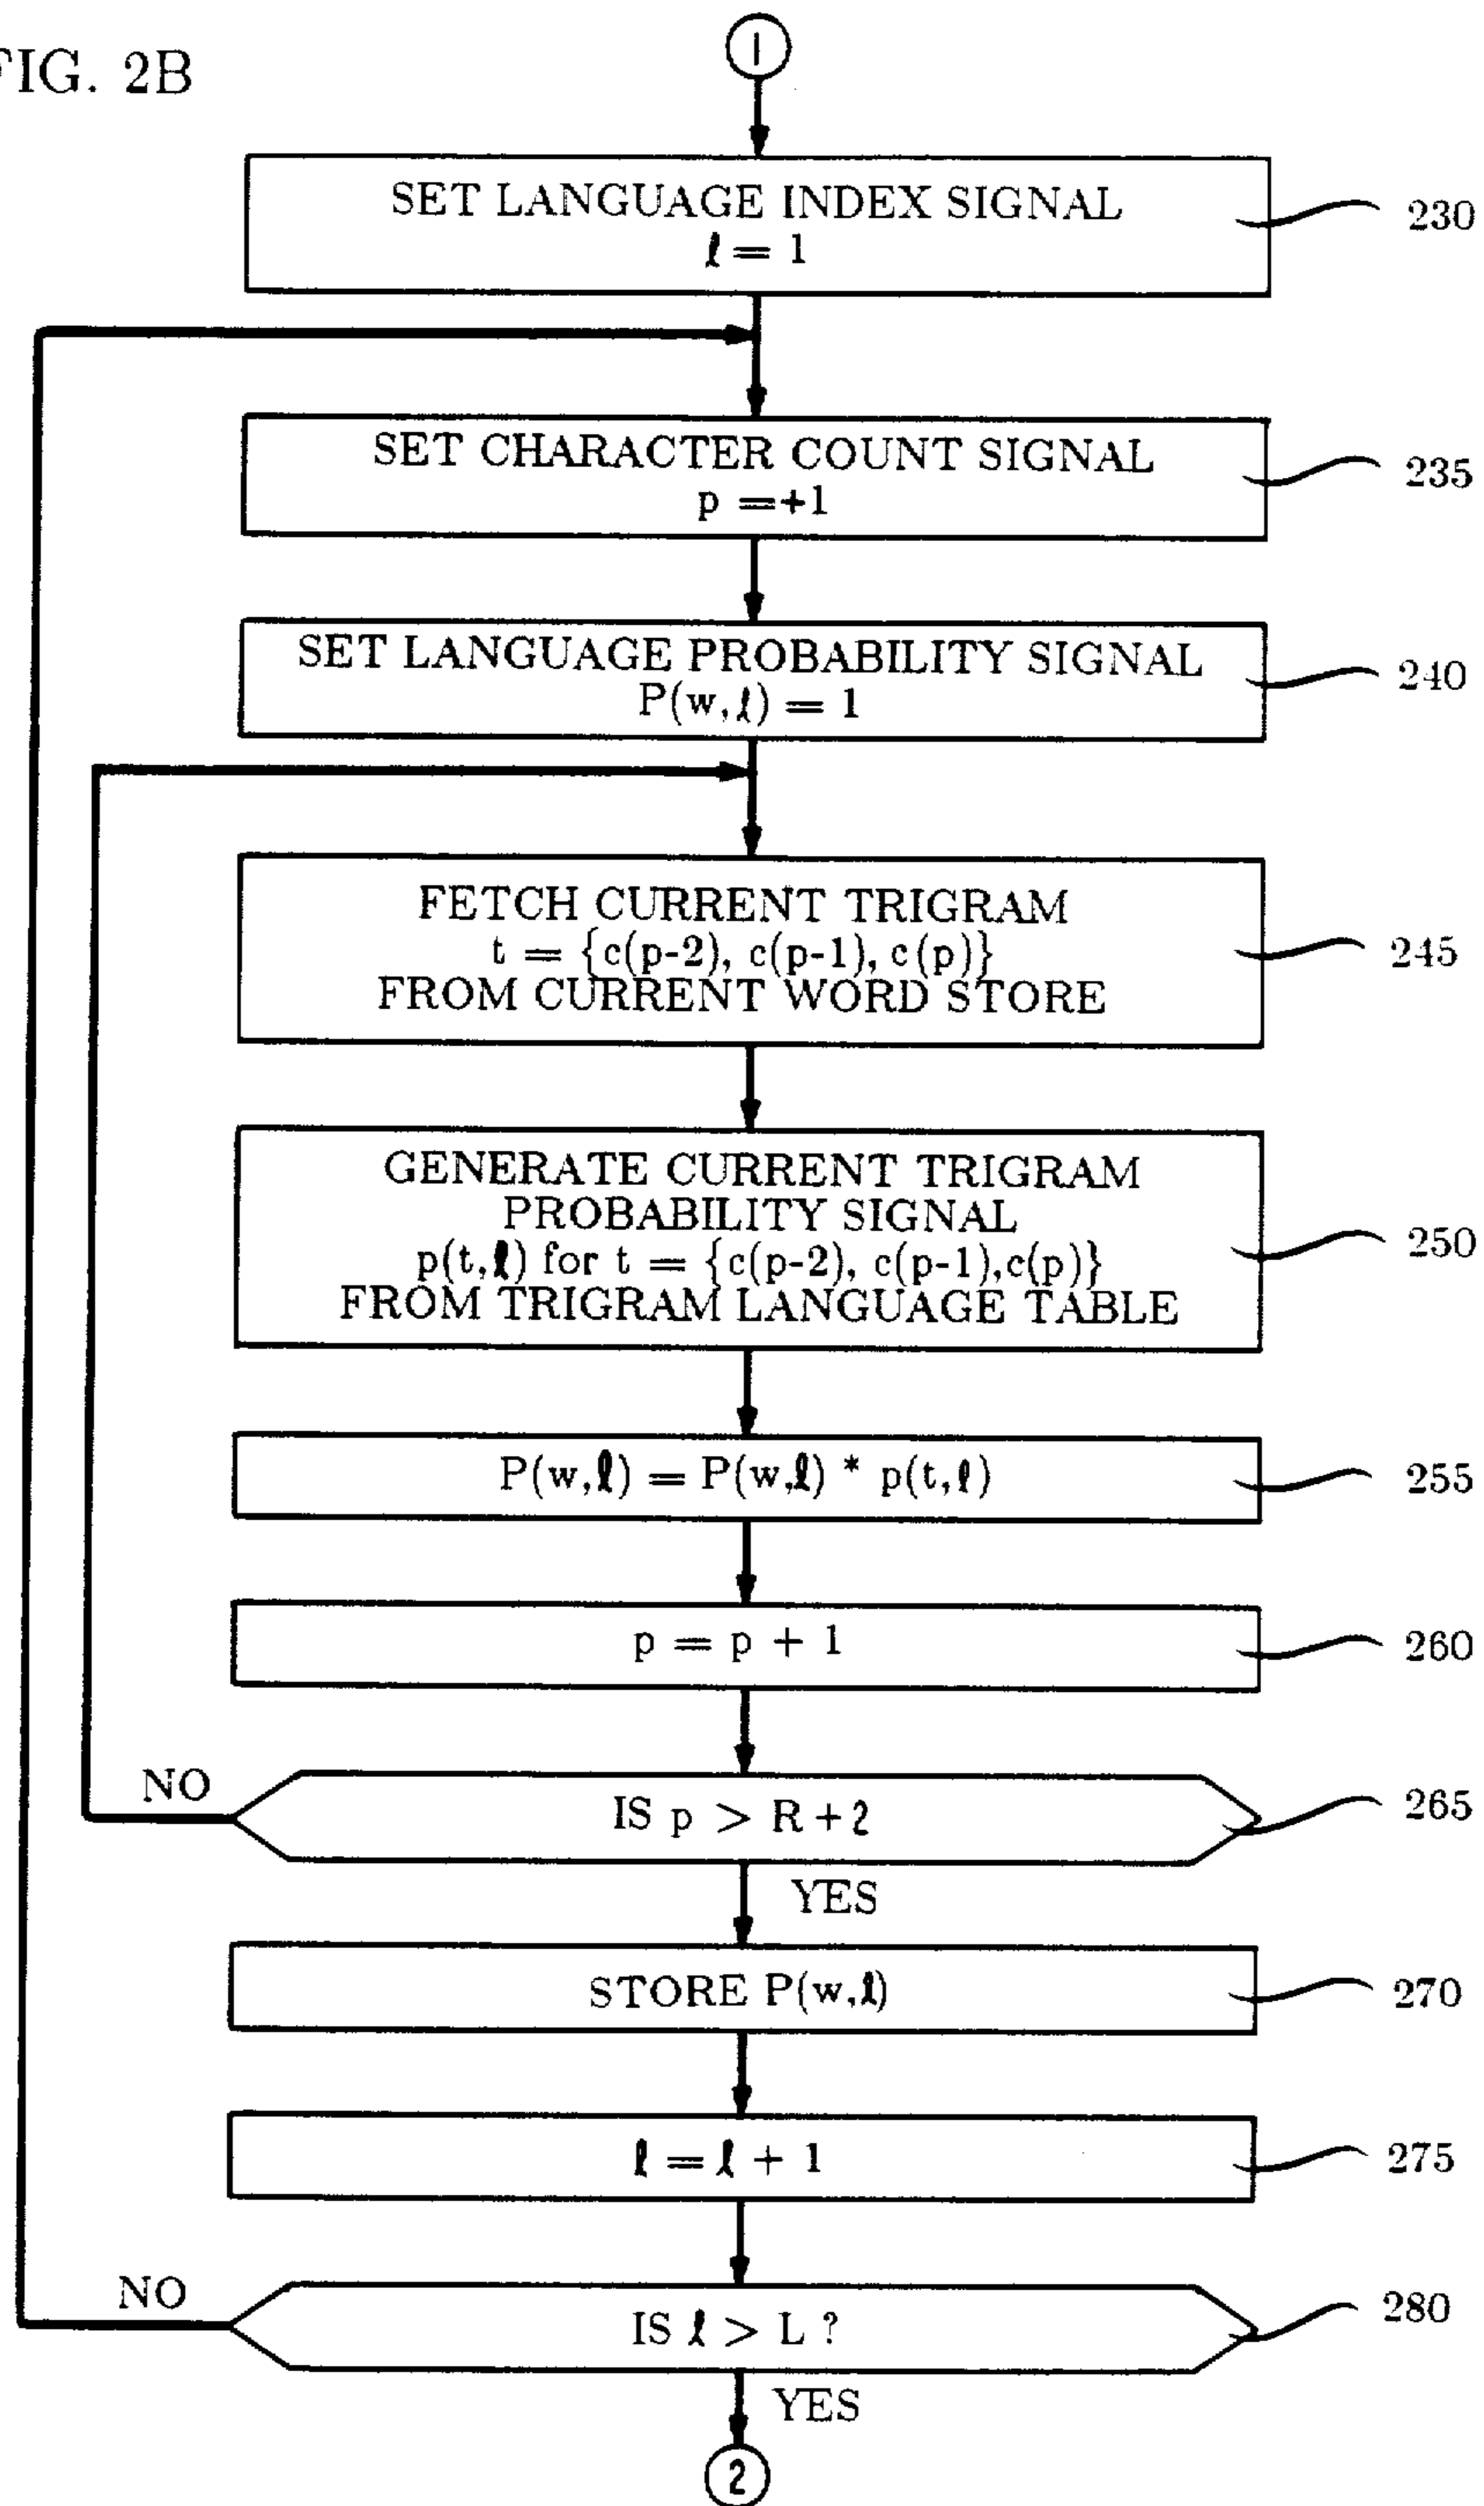 FIG. 2B
1
SET LANGUAGE INDEX SIGNAL
ℓ = 1
230
SET CHARACTER COUNT SIGNAL
p =+1
235
SET LANGUAGE PROBABILITY SIGNAL
P(w,ℓ) = 1
240
FETCH CURRENT TRIGRAM
t = {c(p-2), c(p-1), c(p)}
FROM CURRENT WORD STORE
245
GENERATE CURRENT TRIGRAM
PROBABILITY SIGNAL
p(t,ℓ) for t = {c(p-2), c(p-1),c(p)}
FROM TRIGRAM LANGUAGE TABLE
250
P(w,ℓ) = P(w,ℓ) * p(t,ℓ)
255
p = p + 1
260
NO
IS p > R + 2
265
YES
STORE P(w,ℓ)
270
ℓ = ℓ + 1
275
NO
IS ℓ > L ?
280
YES
2